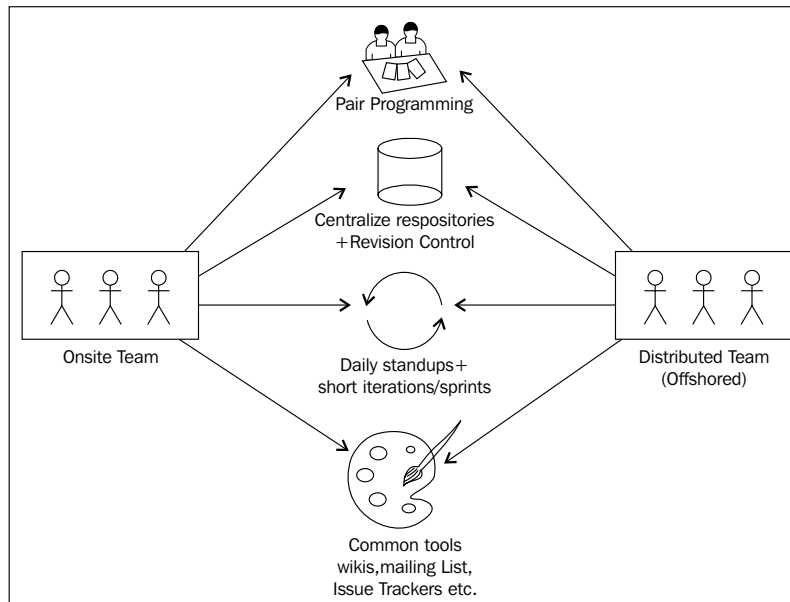 Pair Programming
Centralize respositories
+Revision Control
Onsite Team
Daily standups+
short iterations/sprints
Distributed Team
(Offshored)
Common tools
wikis,mailing List,
Issue Trackers etc.